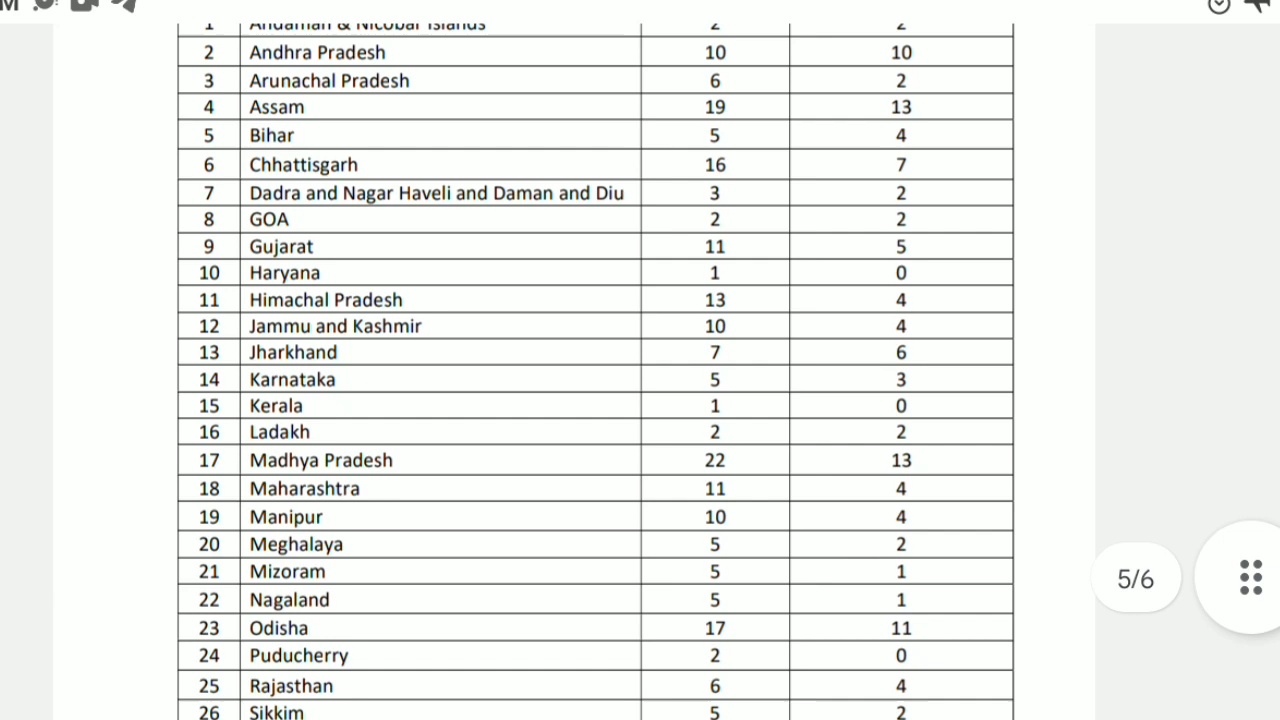 M
1 Andaman & Nicobar Islands 2 2
2 Andhra Pradesh 10 10
3 Arunachal Pradesh 6 2
4 Assam 19 13
5 Bihar 5 4
6 Chhattisgarh 16 7
7 Dadra and Nagar Haveli and Daman and Diu 3 2
8 GOA 2 2
9 Gujarat 11 5
10 Haryana 1 0
11 Himachal Pradesh 13 4
12 Jammu and Kashmir 10 4
13 Jharkhand 7 6
14 Karnataka 5 3
15 Kerala 1 0
16 Ladakh 2 2
17 Madhya Pradesh 22 13
18 Maharashtra 11 4
19 Manipur 10 4
20 Meghalaya 5 2
21 Mizoram 5 1
5/6
22 Nagaland 5 1
23 Odisha 17 11
24 Puducherry 2 0
25 Rajasthan 6 4
26 Sikkim 5 2